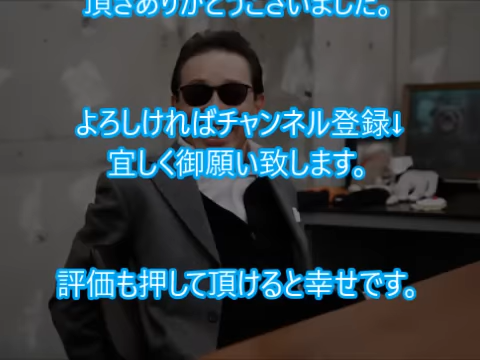 頂きありがとうございました。
よろしければチャンネル登録↓
宜しく御願い致します。
評価も押して頂けると幸せです。